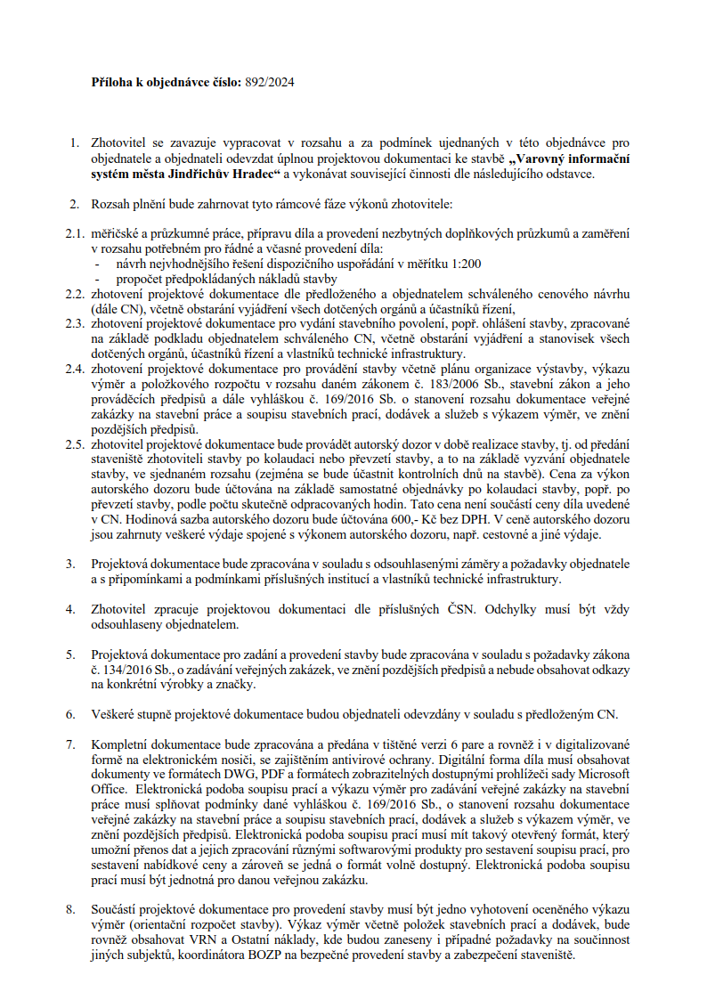 Příloha k objednávce číslo: 892/2024
1. Zhotovitel se zavazuje vypracovat v rozsahu a za podmínek ujednaných v této objednávce pro
objednatele a objednateli odevzdat úplnou projektovou dokumentaci ke stavbě „Varovný informační
systém města Jindřichův Hradec“ a vykonávat související činnosti dle následujícího odstavce.
2. Rozsah plnění bude zahrnovat tyto rámcové fáze výkonů zhotovitele:
2.1. měřičské a průzkumné práce, přípravu díla a provedení nezbytných doplňkových průzkumů a zaměření
v rozsahu potřebném pro řádné a včasné provedení díla:
- návrh nejvhodnějšího řešení dispozičního uspořádání v měřítku 1:200
- propočet předpokládaných nákladů stavby
2.2. zhotovení projektové dokumentace dle předloženého a objednatelem schváleného cenového návrhu
(dále CN), včetně obstarání vyjádření všech dotčených orgánů a účastníků řízení,
2.3. zhotovení projektové dokumentace pro vydání stavebního povolení, popř. ohlášení stavby, zpracované
na základě podkladu objednatelem schváleného CN, včetně obstarání vyjádření a stanovisek všech
dotčených orgánů, účastníků řízení a vlastníků technické infrastruktury.
2.4. zhotovení projektové dokumentace pro provádění stavby včetně plánu organizace výstavby, výkazu
výměr a položkového rozpočtu v rozsahu daném zákonem č. 183/2006 Sb., stavební zákon a jeho
prováděcích předpisů a dále vyhláškou č. 169/2016 Sb. o stanovení rozsahu dokumentace veřejné
zakázky na stavební práce a soupisu stavebních prací, dodávek a služeb s výkazem výměr, ve znění
pozdějších předpisů.
2.5. zhotovitel projektové dokumentace bude provádět autorský dozor v době realizace stavby, tj. od předání
staveniště zhotoviteli stavby po kolaudaci nebo převzetí stavby, a to na základě vyzvání objednatele
stavby, ve sjednaném rozsahu (zejména se bude účastnit kontrolních dnů na stavbě). Cena za výkon
autorského dozoru bude účtována na základě samostatné objednávky po kolaudaci stavby, popř. po
převzetí stavby, podle počtu skutečně odpracovaných hodin. Tato cena není součástí ceny díla uvedené
v CN. Hodinová sazba autorského dozoru bude účtována 600,- Kč bez DPH. V ceně autorského dozoru
jsou zahrnuty veškeré výdaje spojené s výkonem autorského dozoru, např. cestovné a jiné výdaje.
3. Projektová dokumentace bude zpracována v souladu s odsouhlasenými záměry a požadavky objednatele
a s připomínkami a podmínkami příslušných institucí a vlastníků technické infrastruktury.
4. Zhotovitel zpracuje projektovou dokumentaci dle příslušných ČSN. Odchylky musí být vždy
odsouhlaseny objednatelem.
5. Projektová dokumentace pro zadání a provedení stavby bude zpracována v souladu s požadavky zákona
č. 134/2016 Sb., o zadávání veřejných zakázek, ve znění pozdějších předpisů a nebude obsahovat odkazy
na konkrétní výrobky a značky.
6. Veškeré stupně projektové dokumentace budou objednateli odevzdány v souladu s předloženým CN.
7. Kompletní dokumentace bude zpracována a předána v tištěné verzi 6 pare a rovněž i v digitalizované
formě na elektronickém nosiči, se zajištěním antivirové ochrany. Digitální forma díla musí obsahovat
dokumenty ve formátech DWG, PDF a formátech zobrazitelných dostupnými prohlížeči sady Microsoft
Office. Elektronická podoba soupisu prací a výkazu výměr pro zadávání veřejné zakázky na stavební
práce musí splňovat podmínky dané vyhláškou č. 169/2016 Sb., o stanovení rozsahu dokumentace
veřejné zakázky na stavební práce a soupisu stavebních prací, dodávek a služeb s výkazem výměr, ve
znění pozdějších předpisů. Elektronická podoba soupisu prací musí mít takový otevřený formát, který
umožní přenos dat a jejich zpracování různými softwarovými produkty pro sestavení soupisu prací, pro
sestavení nabídkové ceny a zároveň se jedná o formát volně dostupný. Elektronická podoba soupisu
prací musí být jednotná pro danou veřejnou zakázku.
8. Součástí projektové dokumentace pro provedení stavby musí být jedno vyhotovení oceněného výkazu
výměr (orientační rozpočet stavby). Výkaz výměr včetně položek stavebních prací a dodávek, bude
rovněž obsahovat VRN a Ostatní náklady, kde budou zaneseny i případné požadavky na součinnost
jiných subjektů, koordinátora BOZP na bezpečné provedení stavby a zabezpečení staveniště.